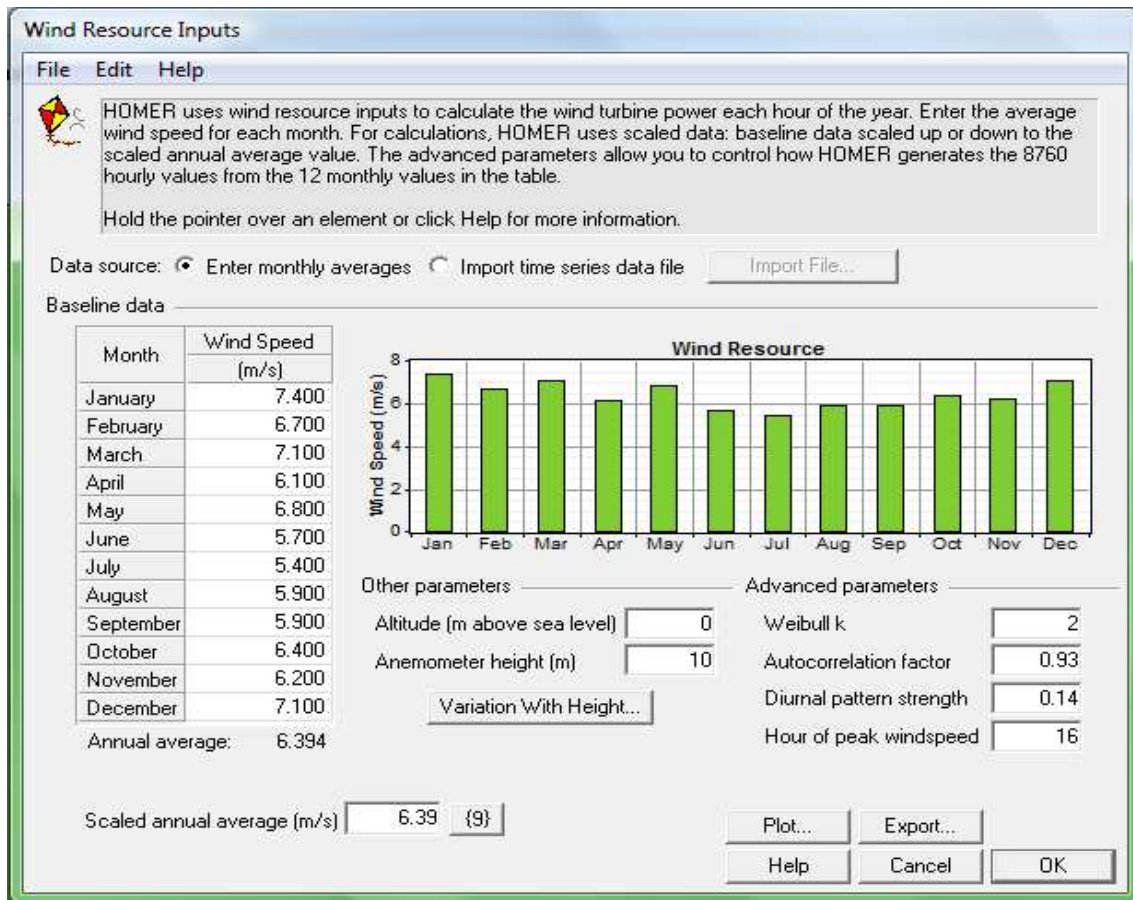 Wind Resource Inputs
File Edit Help
HOMER uses wind resource inputs to calculate the wind turbine power each hour of the year. Enter the average
wind speed for each month. For calculations, HOMER uses scaled data: baseline data scaled up or down to the
scaled annual average value. The advanced parameters allow you to control how HOMER generates the 8760
hourly values from the 12 monthly values in the table.
Hold the pointer over an element or click Help for more information.
Data source: Enter monthly averages Import time series data file Import File...
Baseline data
Month Wind Speed
(m/s)
January 7.400
February 6.700
March 7.100
April 6.100
May 6.800
June 5.700
July 5.400
August 5.900
September 5.900
October 6.400
November 6.200
December 7.100
Annual average: 6.394
Wind Resource
Wind Speed (m/s)
8
6
4
2
0
Jan Feb Mar Apr May Jun Jul Aug Sep Oct Nov Dec
Other parameters
Altitude (m above sea level) 0
Anemometer height (m) 10
Variation With Height...
Advanced parameters
Weibull k 2
Autocorrelation factor 0.93
Diurnal pattern strength 0.14
Hour of peak windspeed 16
Scaled annual average (m/s) 6.39 {9}
Plot... Export...
Help Cancel OK